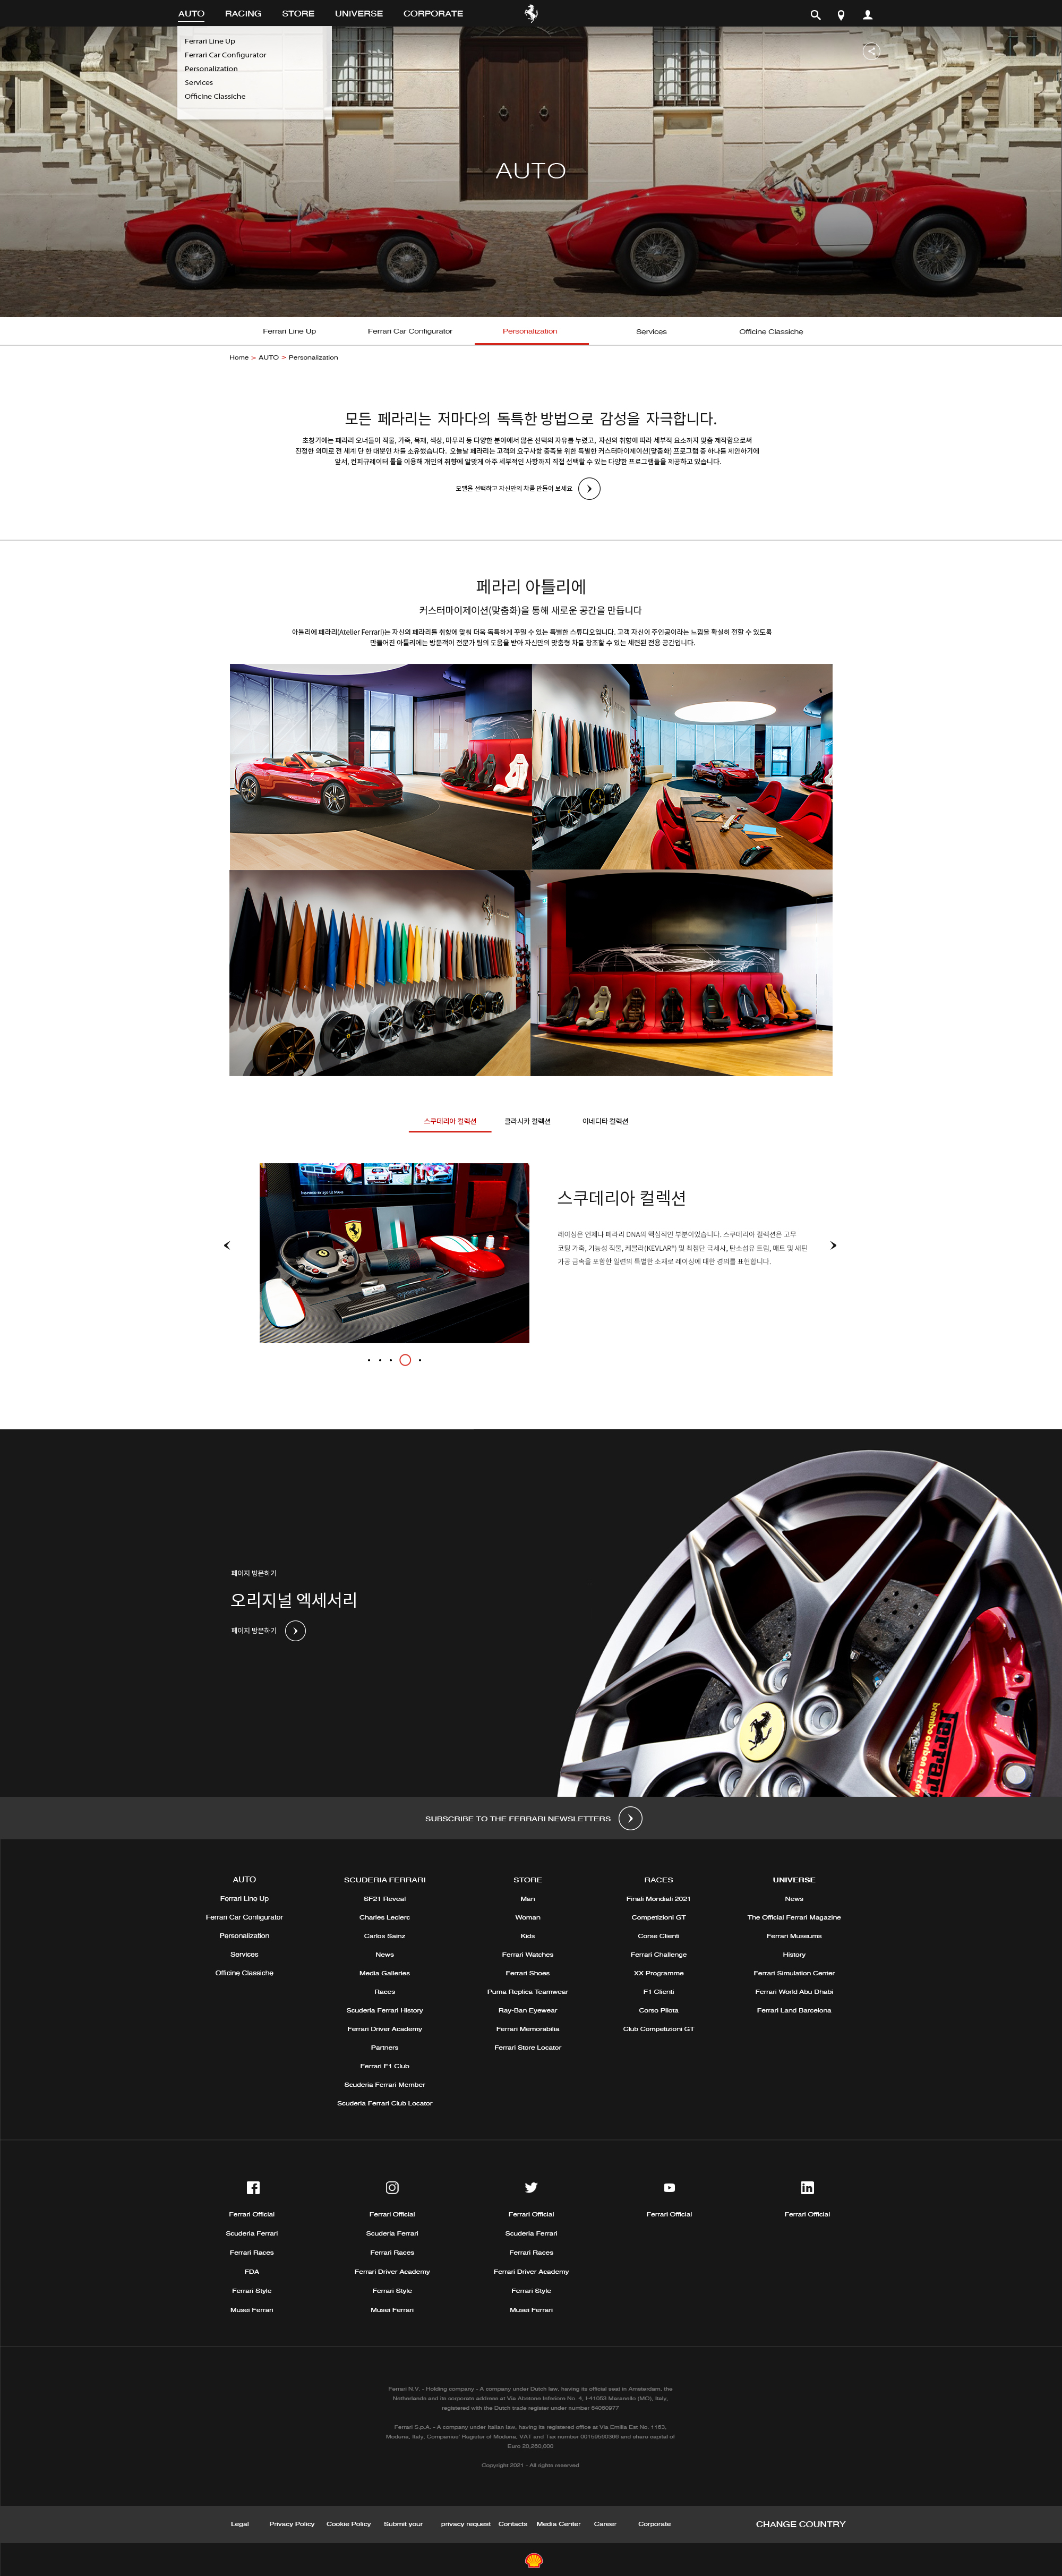 AUTO RACING STORE UNIVERSE CORPORATE
Ferrari Line Up
Ferrari Car Configurator
Personalization
Services
Officine Classiche
AUTO
Ferrari Line Up Ferrari Car Configurator Personalization Services Officine Classiche
Home > AUTO > Personalization
모든 페라리는 저마다의 독특한 방법으로 감성을 자극합니다.
초창기에는 페라리 오너들이 직물, 가죽, 목재, 색상, 마무리 등 다양한 분야에서 많은 선택의 자유를 누렸고, 자신의 취향에 따라 세부적 요소까지 맞춤 제작함으로써
진정한 의미로 전 세계 단 한 대뿐인 차를 소유했습니다. 오늘날 페라리는 고객의 요구사항 충족을 위한 특별한 커스터마이제이션(맞춤화) 프로그램 중 하나를 제안하기에
앞서, 컨피규레이터 툴을 이용해 개인의 취향에 알맞게 아주 세부적인 사항까지 직접 선택할 수 있는 다양한 프로그램들을 제공하고 있습니다.
모델을 선택하고 자신만의 차를 만들어 보세요
페라리 아틀리에
커스터마이제이션(맞춤화)을 통해 새로운 공간을 만듭니다
아틀리에 페라리(Atelier Ferrari)는 자신의 페라리를 취향에 맞춰 더욱 독특하게 꾸밀 수 있는 특별한 스튜디오입니다. 고객 자신이 주인공이라는 느낌을 확실히 전할 수 있도록
만들어진 아틀리에는 방문객이 전문가 팀의 도움을 받아 자신만의 맞춤형 차를 창조할 수 있는 세련된 전용 공간입니다.
스쿠데리아 컬렉션 클라시카 컬렉션 이네디타 컬렉션
스쿠데리아 컬렉션
레이싱은 언제나 페라리 DNA의 핵심적인 부분이었습니다. 스쿠데리아 컬렉션은 고무
코팅 가죽, 기능성 직물, 케블라(KEVLAR®) 및 최첨단 극세사, 탄소섬유 트림, 매트 및 새틴
가공 금속을 포함한 일련의 특별한 소재로 레이싱에 대한 경의를 표현합니다.
페이지 방문하기
오리지널 엑세서리
페이지 방문하기
brembo carbon ceram
Ferrari
SUBSCRIBE TO THE FERRARI NEWSLETTERS
AUTO SCUDERIA FERRARI STORE RACES UNIVERSE
Ferrari Line Up SF21 Reveal Man Finali Mondiali 2021 News
Ferrari Car Configurator Charles Leclerc Woman Competizioni GT The Official Ferrari Magazine
Personalization Carlos Sainz Kids Corse Clienti Ferrari Museums
Services News Ferrari Watches Ferrari Challenge History
Officine Classiche Media Galleries Ferrari Shoes XX Programme Ferrari Simulation Center
Races Puma Replica Teamwear F1 Clienti Ferrari World Abu Dhabi
Scuderia Ferrari History Ray-Ban Eyewear Corso Pilota Ferrari Land Barcelona
Ferrari Driver Academy Ferrari Memorabilia Club Competizioni GT
Partners Ferrari Store Locator
Ferrari F1 Club
Scuderia Ferrari Member
Scuderia Ferrari Club Locator
Ferrari Official Ferrari Official Ferrari Official Ferrari Official Ferrari Official
Scuderia Ferrari Scuderia Ferrari Scuderia Ferrari
Ferrari Races Ferrari Races Ferrari Races
FDA Ferrari Driver Academy Ferrari Driver Academy
Ferrari Style Ferrari Style Ferrari Style
Musei Ferrari Musei Ferrari Musei Ferrari
Ferrari N.V. - Holding company - A company under Dutch law, having its official seat in Amsterdam, the
Netherlands and its corporate address at Via Abetone Inferiore No. 4, I-41053 Maranello (MO), Italy,
registered with the Dutch trade register under number 64060977
Ferrari S.p.A. - A company under Italian law, having its registered office at Via Emilia Est No. 1163,
Modena, Italy, Companies' Register of Modena, VAT and Tax number 00159560366 and share capital of
Euro 20,260,000
Copyright 2021 - All rights reserved
Legal Privacy Policy Cookie Policy Submit your privacy request Contacts Media Center Career Corporate CHANGE COUNTRY